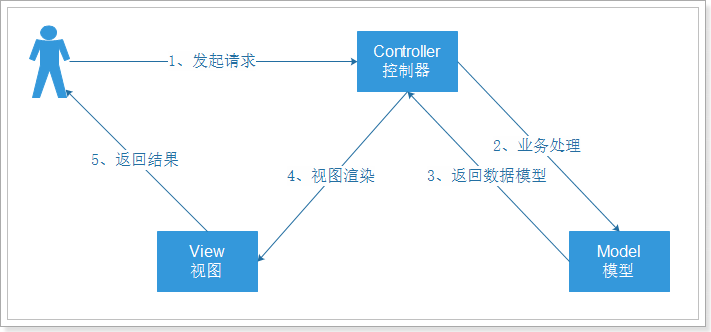 1、发起请求
Controller
控制器
2、业务处理
3、返回数据模型
4、视图渲染
5、返回结果
View
视图
Model
模型